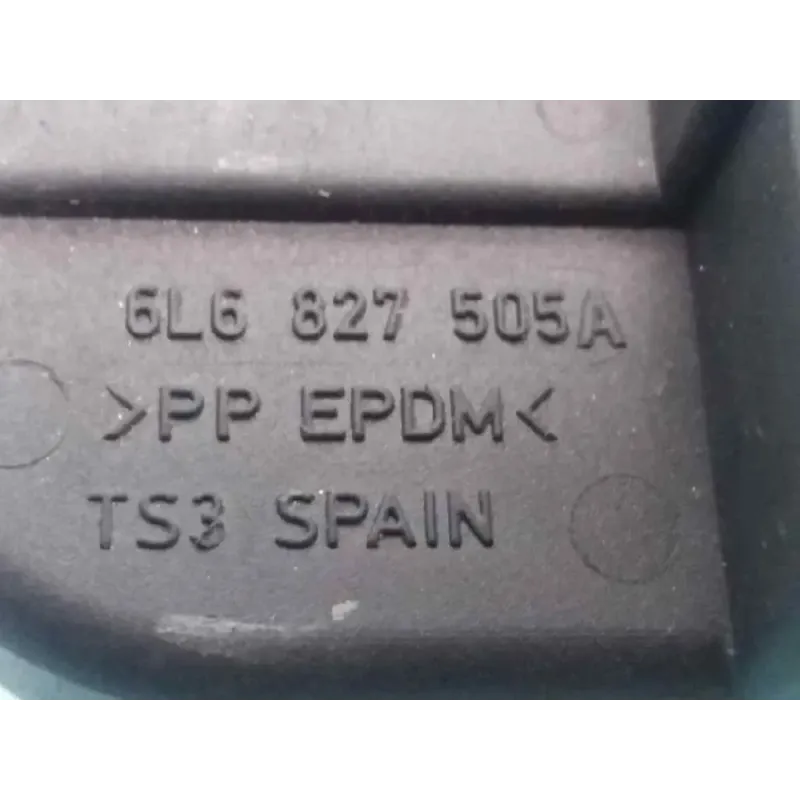 6L6 827 505A
>PP EPDM<
TS3 SPAIN